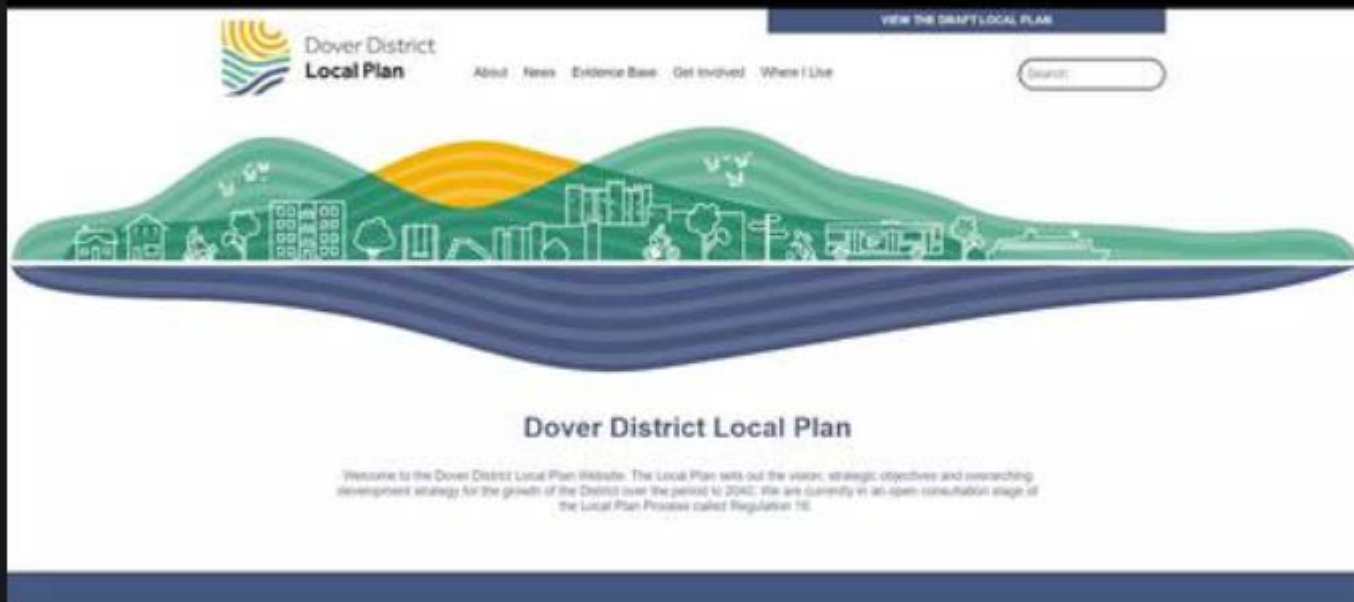 VIEW THE DRAFT LOCAL PLAN
Dover District
Local Plan
About News Evidence Base Get Involved Where I Live
Search
Dover District Local Plan
Welcome to the Dover District Local Plan Website. The Local Plan sets out the vision, strategic objectives and overarching
development strategy for the growth of the District over the period to 2040. We are currently in an open consultation stage of
the Local Plan Process called Regulation